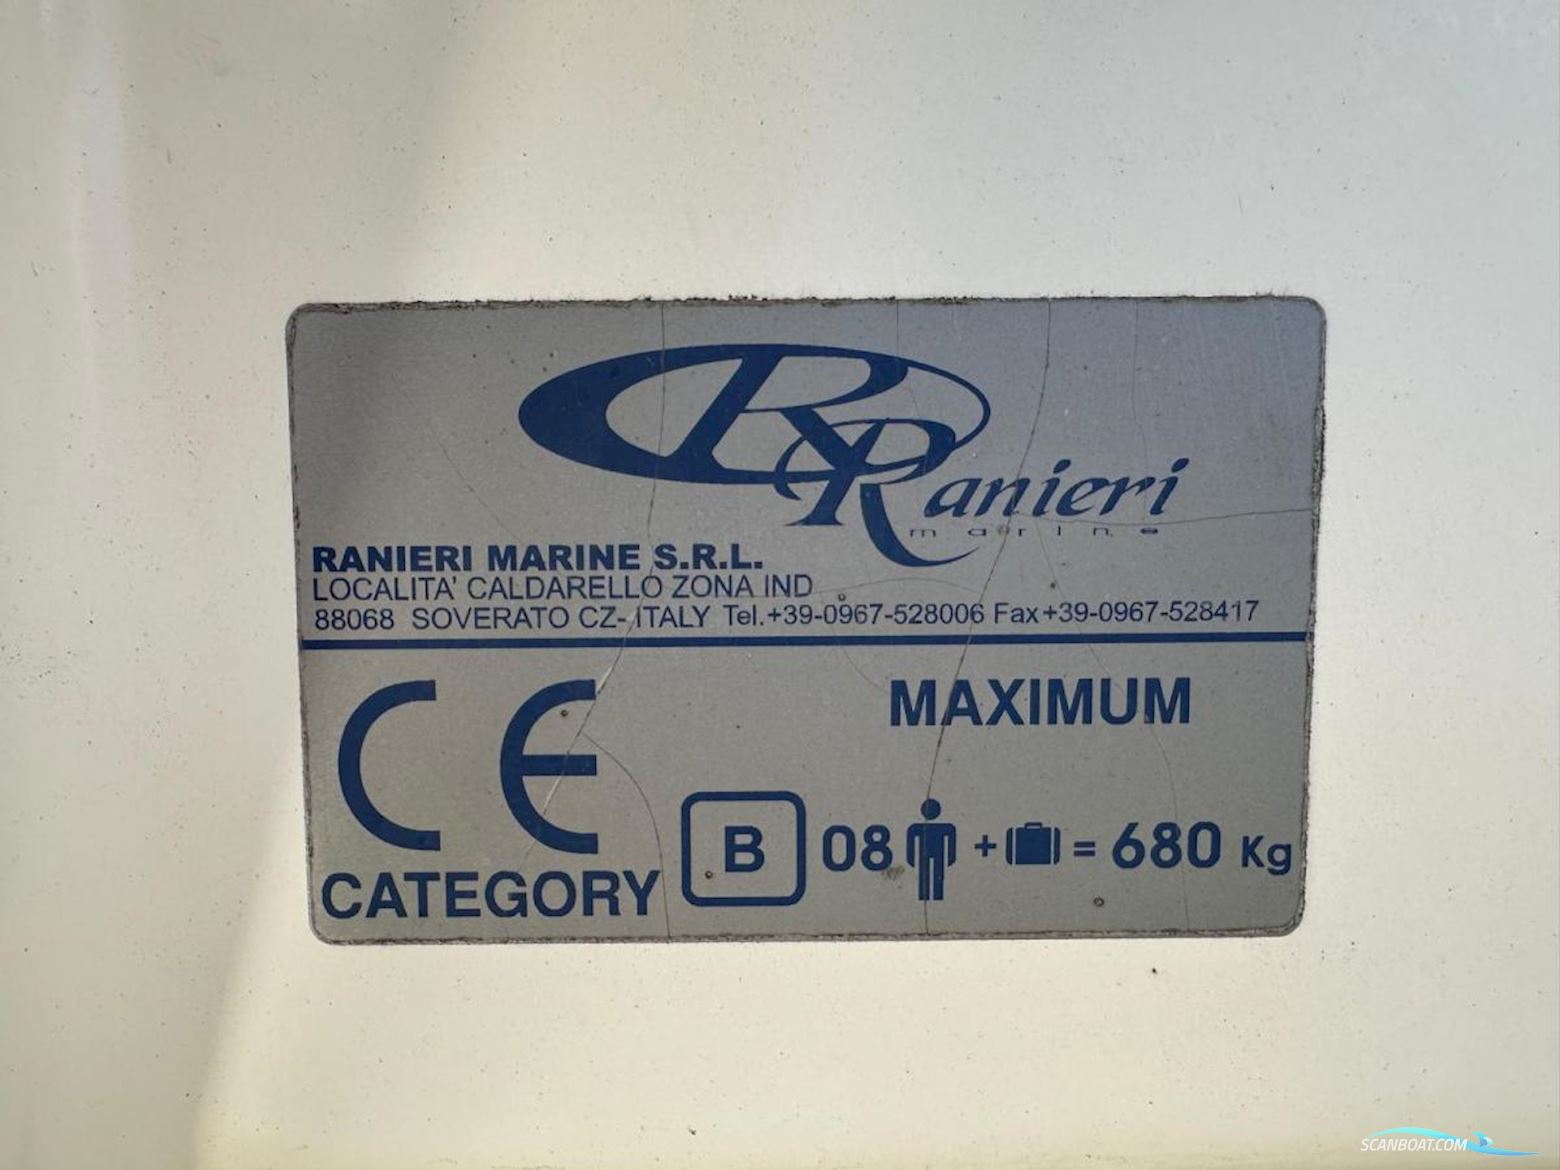 Ranieri
marine
RANIERI MARINE S.R.L.
LOCALITA' CALDARELLO ZONA IND
88068 SOVERATO CZ- ITALY Tel.+39-0967-528006 Fax+39-0967-528417
CE
MAXIMUM
CATEGORY B 08 + = 680 Kg
SCANBOAT.COM